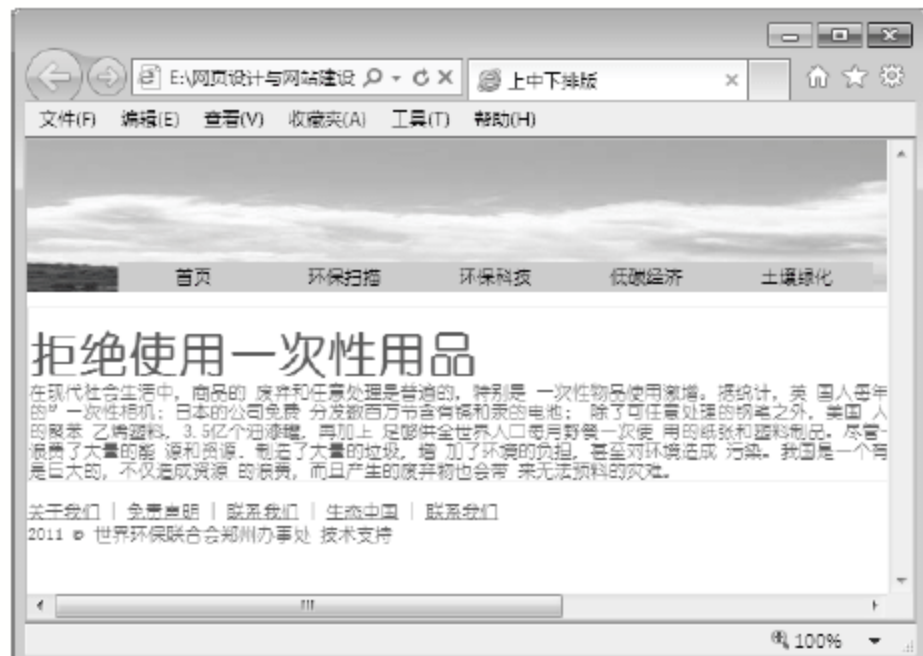 E:\网页设计与网站建设
上中下排版
文件(F) 编辑(E) 查看(V) 收藏夹(A) 工具(T) 帮助(H)
首页 环保扫描 环保科技 低碳经济 土壤绿化
拒绝使用一次性用品
在现代社会生活中，商品的 废弃和任意处理是普遍的，特别是 一次性物品使用激增。据统计，英 国人每年
的" 一次性相机；日本的公司免费 分发数百万节含有镉和汞的电池； 除了可任意处理的钢笔之外，美国 人
的聚苯 乙烯塑料，3.5亿个油漆罐，再加上 足够供全世界人口每月野餐一次使 用的纸张和塑料制品。尽管
浪费了大量的能 源和资源．制造了大量的垃圾，增 加了环境的负担，甚至对环境造成 污染。我国是一个
是巨大的，不仅造成资源 的浪费，而且产生的废弃物也会带 来无法预料的灾难。
关于我们 | 免责声明 | 联系我们 | 生态中国 | 联系我们
2011 © 世界环保联合会郑州办事处 技术支持
100%